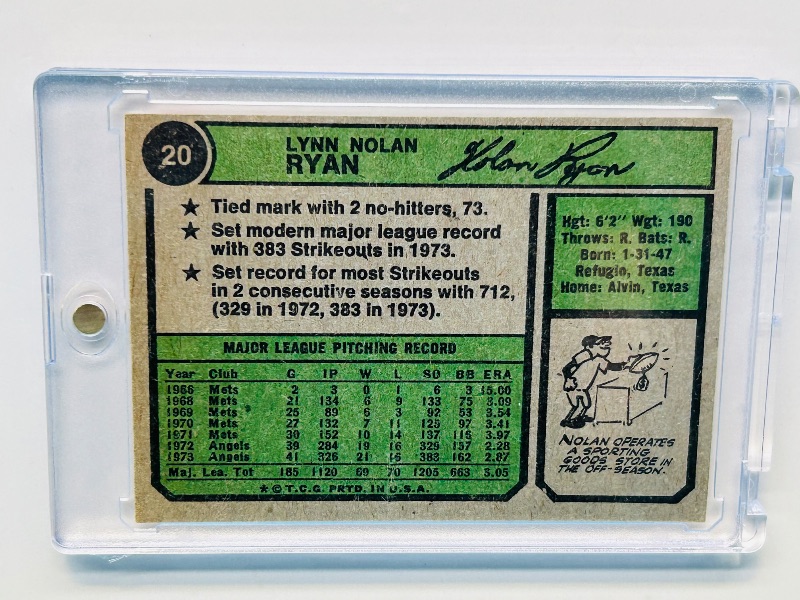 20
LYNN NOLAN
RYAN
Nolan Ryan
★ Tied mark with 2 no-hitters, 73.
★ Set modern major league record
with 383 Strikeouts in 1973.
★ Set record for most Strikeouts
in 2 consecutive seasons with 712,
(329 in 1972, 383 in 1973).
Hgt: 6'2" Wgt: 190
Throws: R. Bats: R.
Born: 1-31-47
Refugio, Texas
Home: Alvin, Texas
MAJOR LEAGUE PITCHING RECORD
Year Club G IP W L SO BB ERA
1966 Mets 2 3 0 1 6 3 15.00
1968 Mets 21 134 6 9 133 75 3.09
1969 Mets 25 89 6 3 92 53 3.54
1970 Mets 27 132 7 11 125 97 3.41
1971 Mets 30 152 10 14 137 116 3.97
1972 Angels 39 284 19 16 329 157 2.28
1973 Angels 41 326 21 16 383 162 2.87
Maj. Lea. Tot 185 1120 69 70 1205 663 3.05
★ © T.C.G. PRTD. IN U.S.A.
NOLAN OPERATES
A SPORTING
GOODS STORE IN
THE OFF-SEASON.